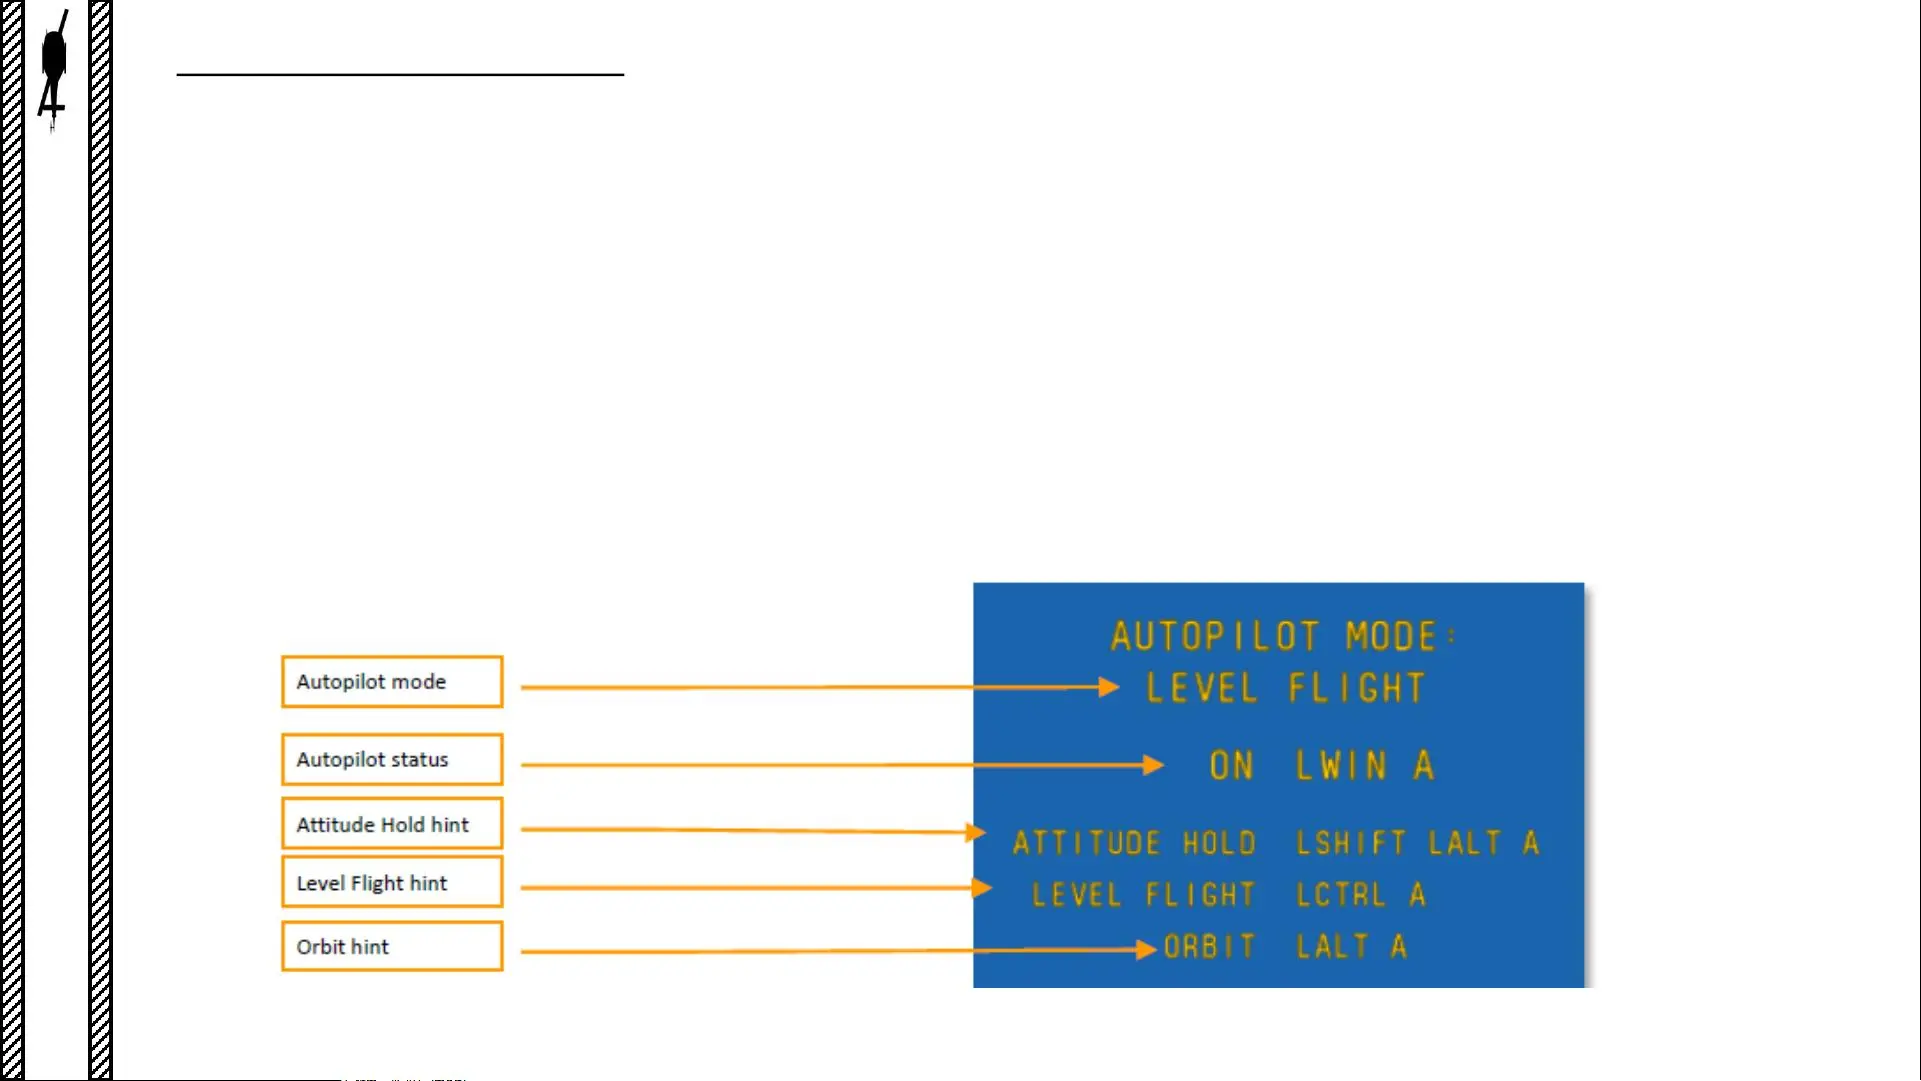 AUTOPILOT MODE:
Autopilot mode
LEVEL FLIGHT
Autopilot status
ON LWIN A
Attitude Hold hint
ATTITUDE HOLD LSHIFT LALT A
Level Flight hint
LEVEL FLIGHT LCTRL A
Orbit hint
ORBIT LALT A